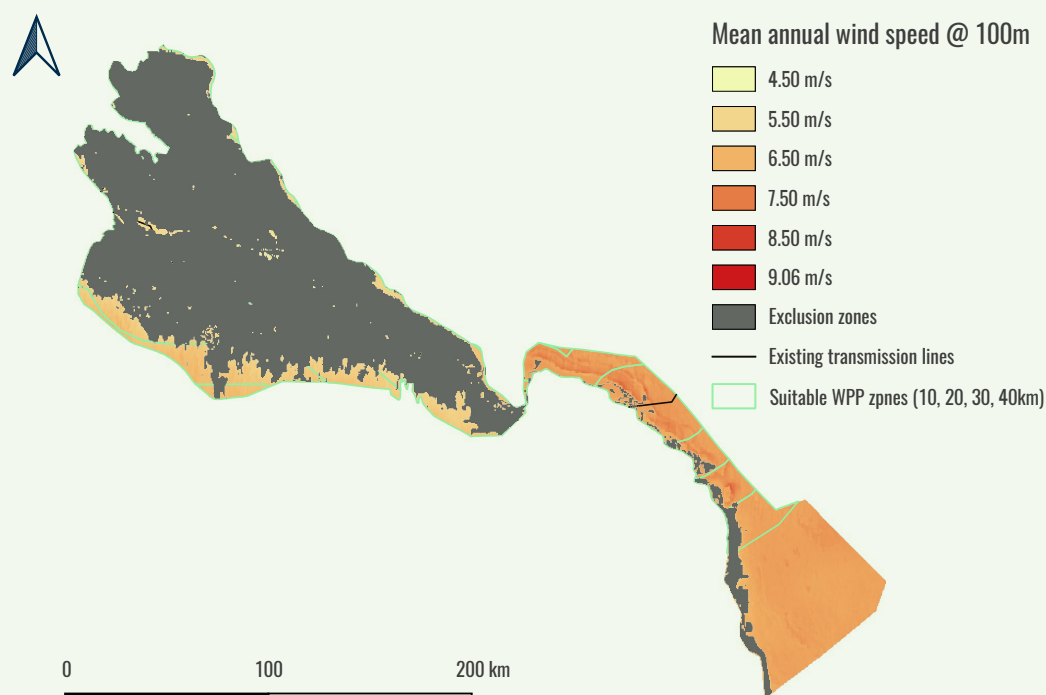 Mean annual wind speed @ 100m
4.50 m/s
5.50 m/s
6.50 m/s
7.50 m/s
8.50 m/s
9.06 m/s
Exclusion zones
Existing transmission lines
Suitable WPP zpnes (10, 20, 30, 40km)
0 100 200 km